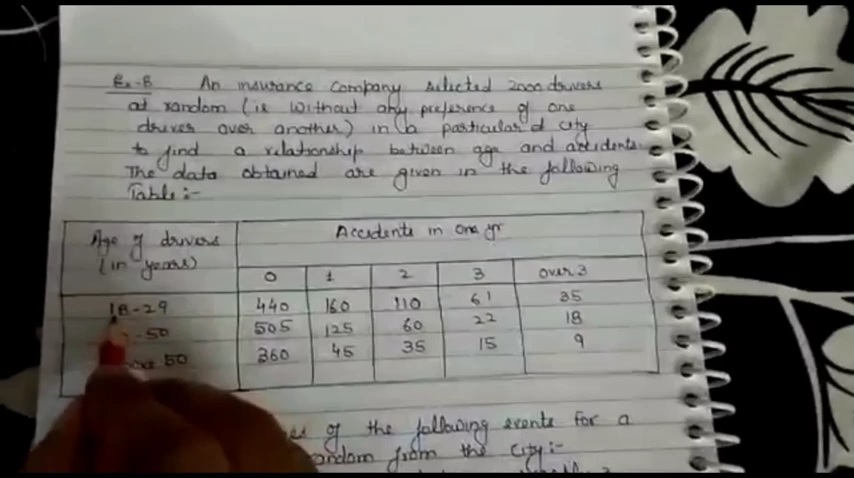 Ex-8 An insurance company selected 2000 drivers
at random (ie without any preference of one
driver over another) in a particular city
to find a relationship between age and accidents.
The data obtained are given in the following
Table:-
Age of drivers (in years) Accidents in one yr
0 1 2 3 over 3
18-29 440 160 110 61 35
-50 505 125 60 22 18
50 360 45 35 15 9
of the following events for a
random from the city:-